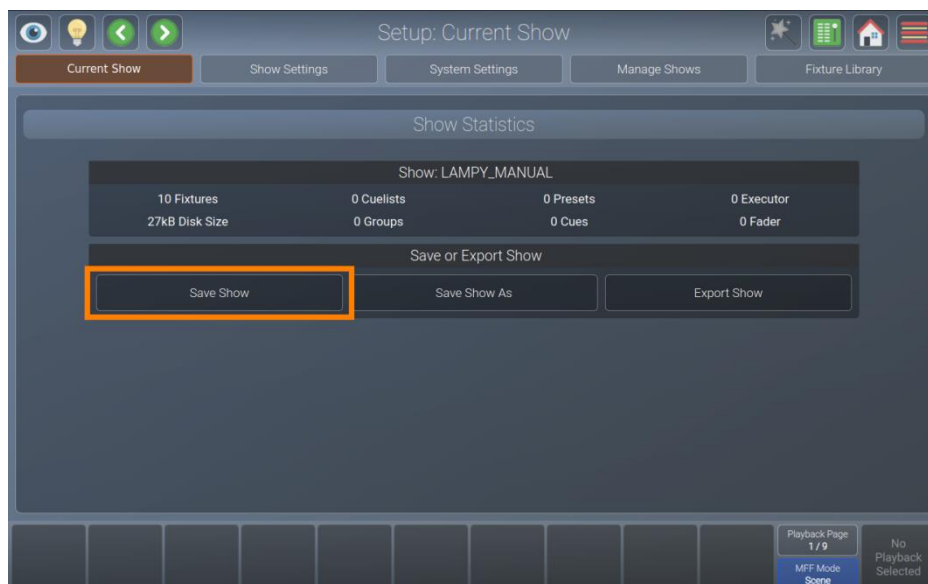 Setup: Current Show
Current Show Show Settings System Settings Manage Shows Fixture Library
Show Statistics
Show: LAMPY_MANUAL
10 Fixtures 0 Cuelists 0 Presets 0 Executor
27kB Disk Size 0 Groups 0 Cues 0 Fader
Save or Export Show
Save Show Save Show As Export Show
Playback Page
1 / 9
MFF Mode
Scene
No
Playback
Selected